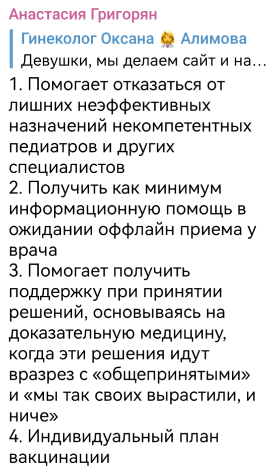 Анастасия Григорян
Гинеколог Оксана 👩‍⚕️ Алимова
Девушки, мы делаем сайт и на...
1. Помогает отказаться от
лишних неэффективных
назначений некомпетентных
педиатров и других
специалистов
2. Получить как минимум
информационную помощь в
ожидании оффлайн приема у
врача
3. Помогает получить
поддержку при принятии
решений, основываясь на
доказательную медицину,
когда эти решения идут
вразрез с «общепринятыми»
и «мы так своих вырастили, и
ниче»
4. Индивидуальный план
вакцинации